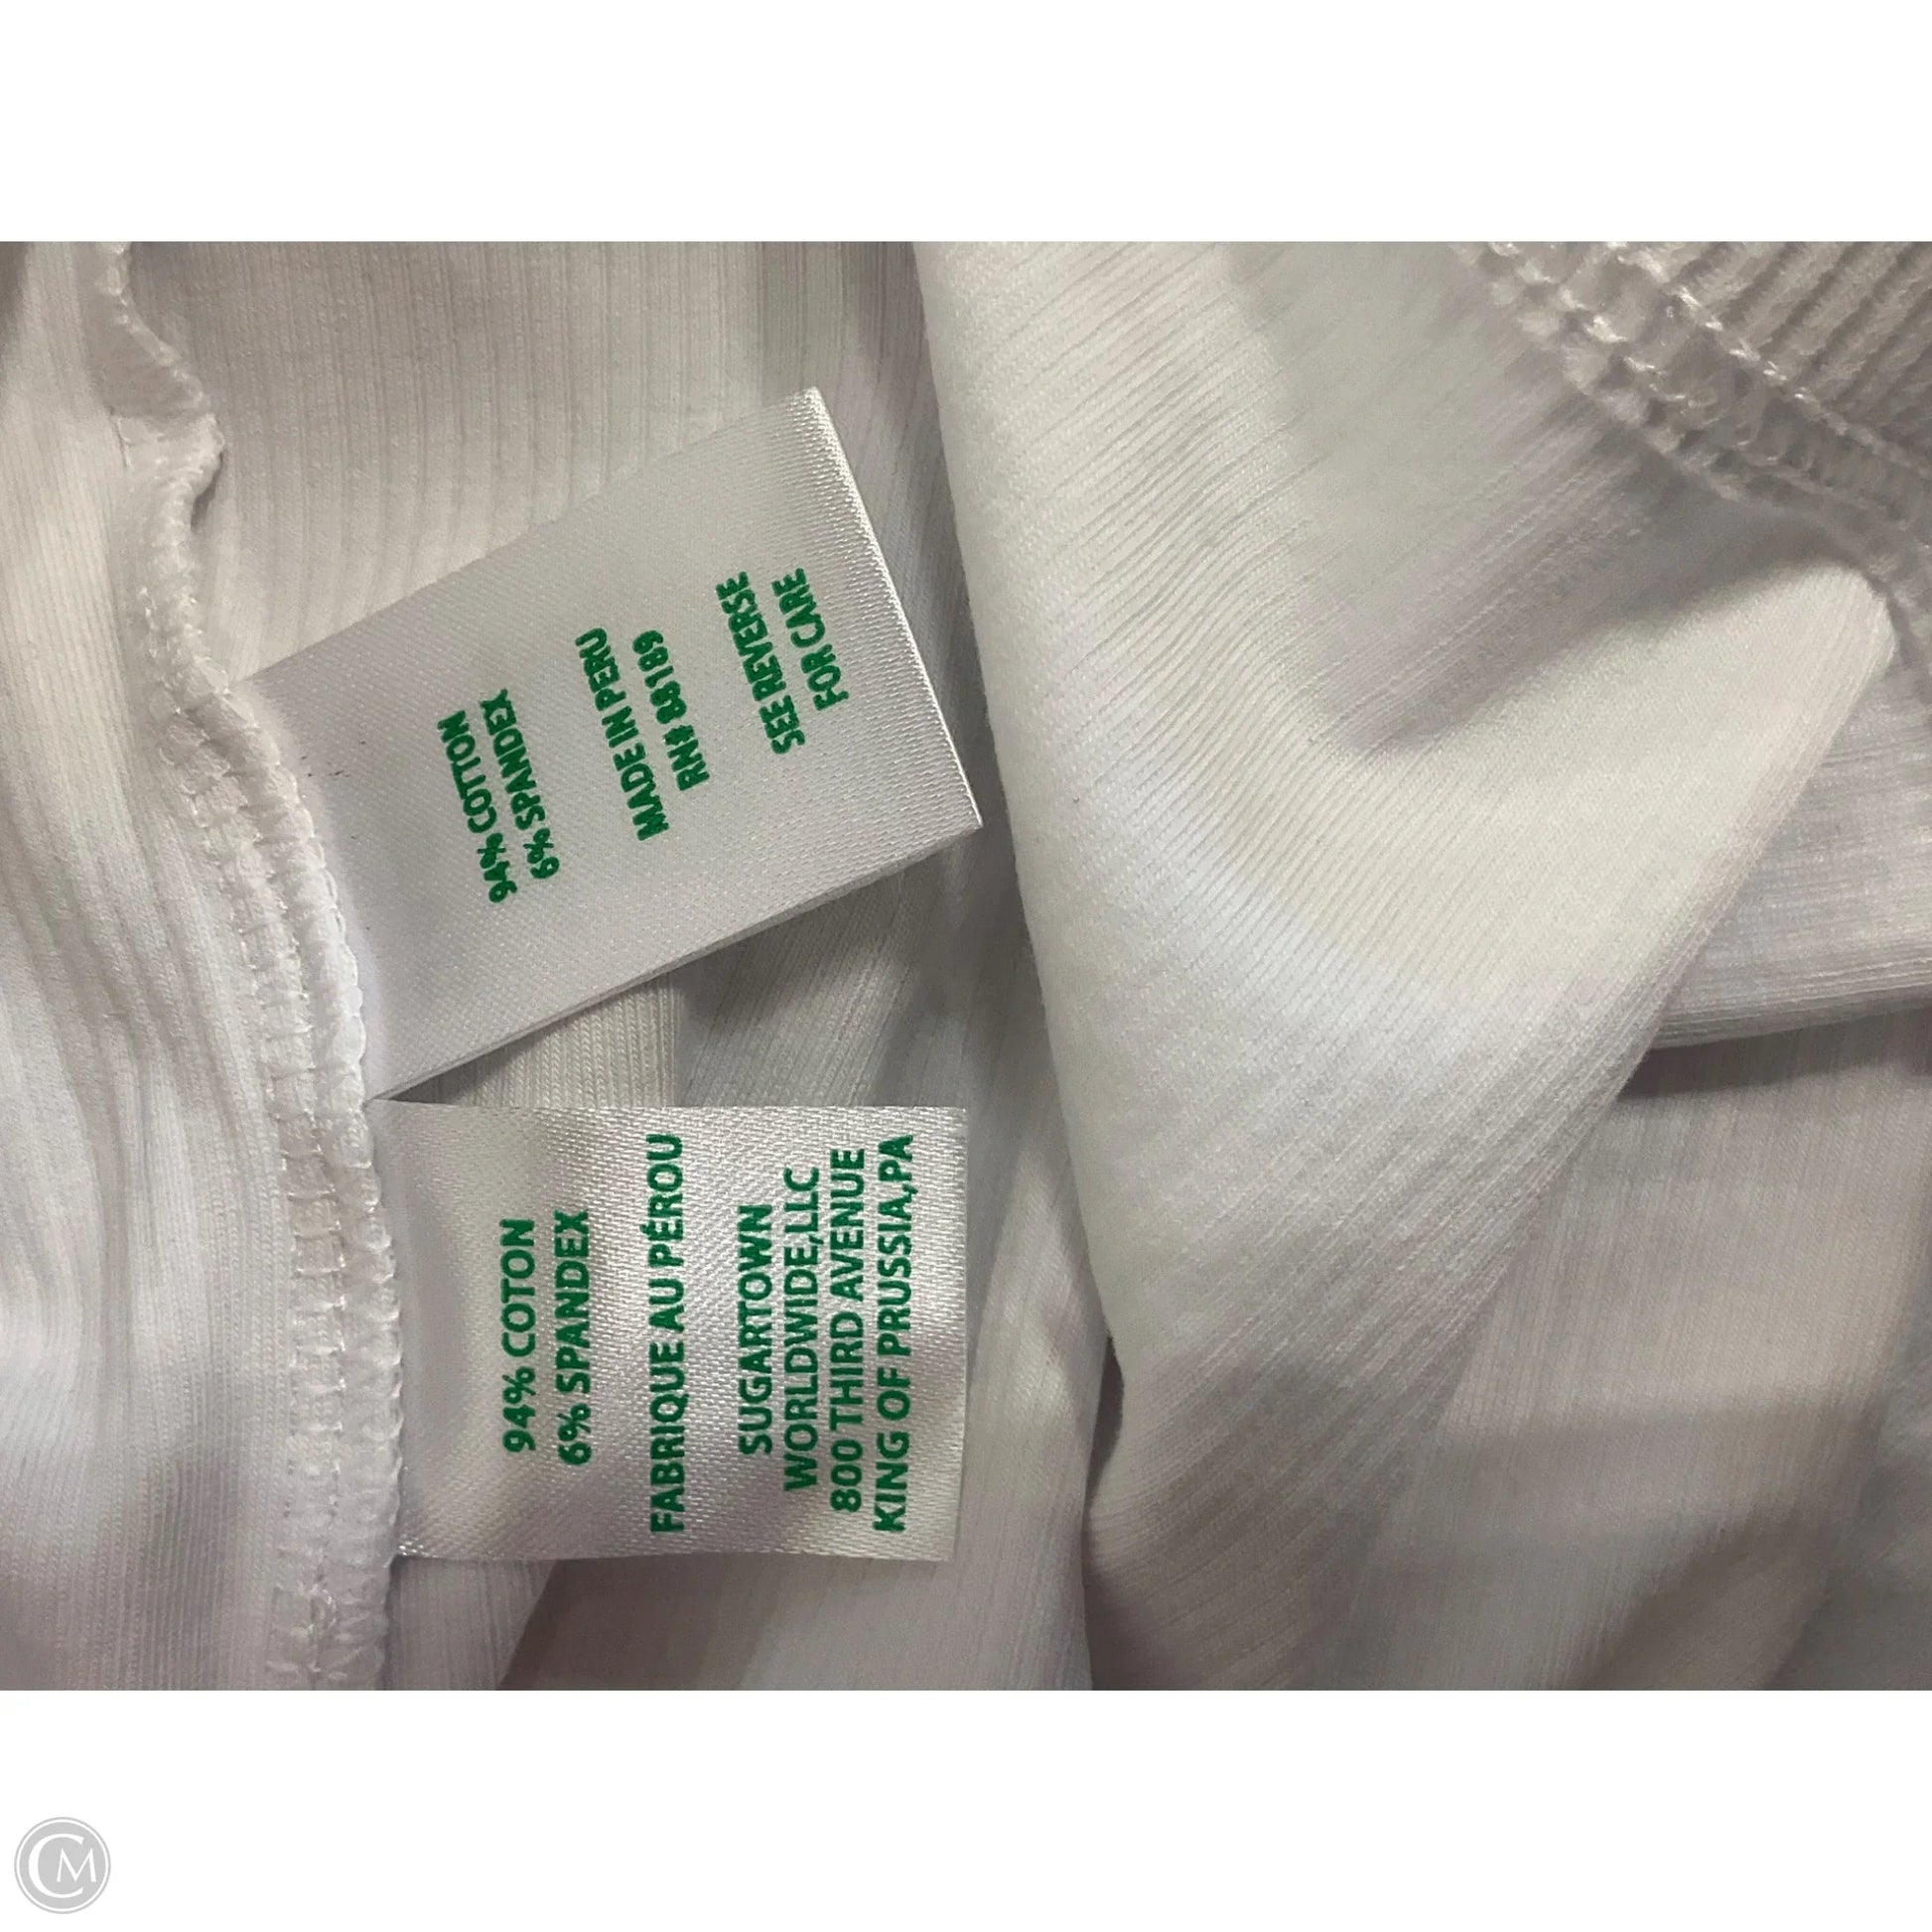 94% COTTON
6% SPANDEX
MADE IN PERU
RN# 88189
SEE REVERSE
FOR CARE
94% COTON
6% SPANDEX
FABRIQUE AU PÉROU
SUGARTOWN
WORLDWIDE,LLC
800 THIRD AVENUE
KING OF PRUSSIA,PA
CM